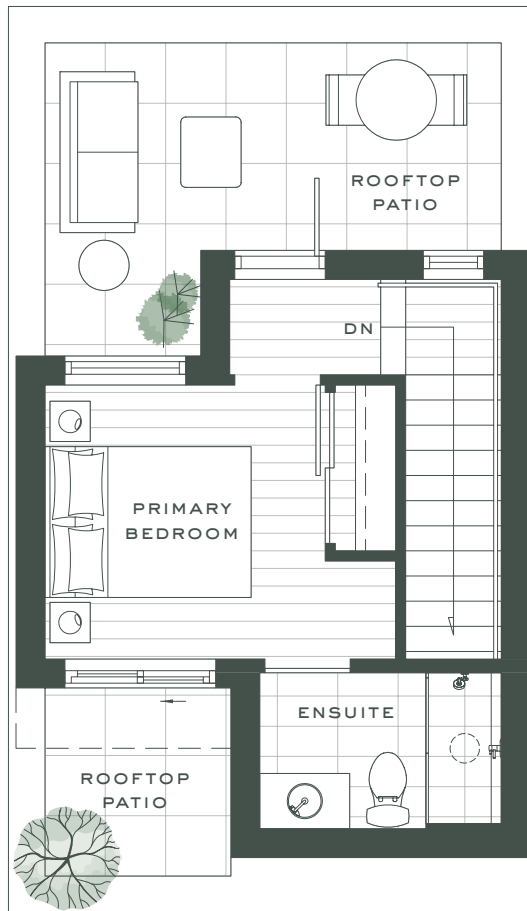 ROOFTOP
PATIO
DN
PRIMARY
BEDROOM
ENSUITE
ROOFTOP
PATIO